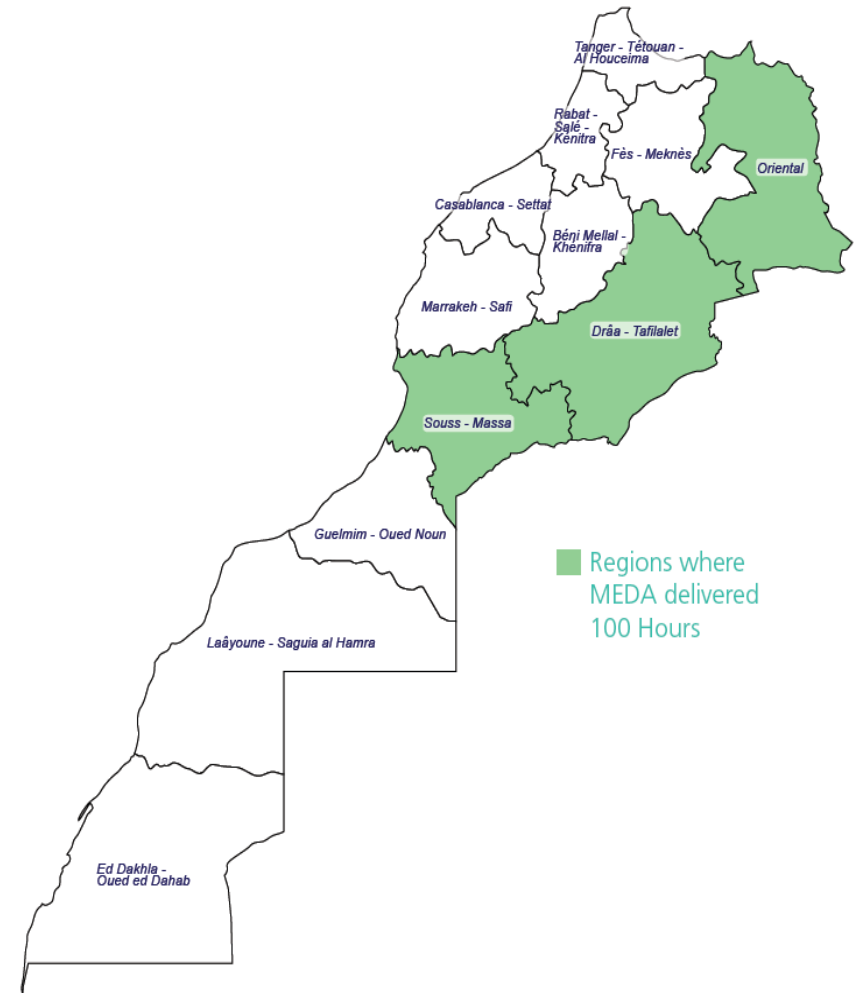 Tanger - Tétouan -
Al Houceima
Rabat -
Salé -
Kénitra
Fès - Meknès
Oriental
Casablanca - Settat
Béni Mellal -
Khénifra
Marrakeh - Safi
Drâa - Tafilalet
Souss - Massa
Guelmim - Oued Noun
Regions where
MEDA delivered
100 Hours
Laâyoune - Saguia al Hamra
Ed Dakhla -
Oued ed Dahab